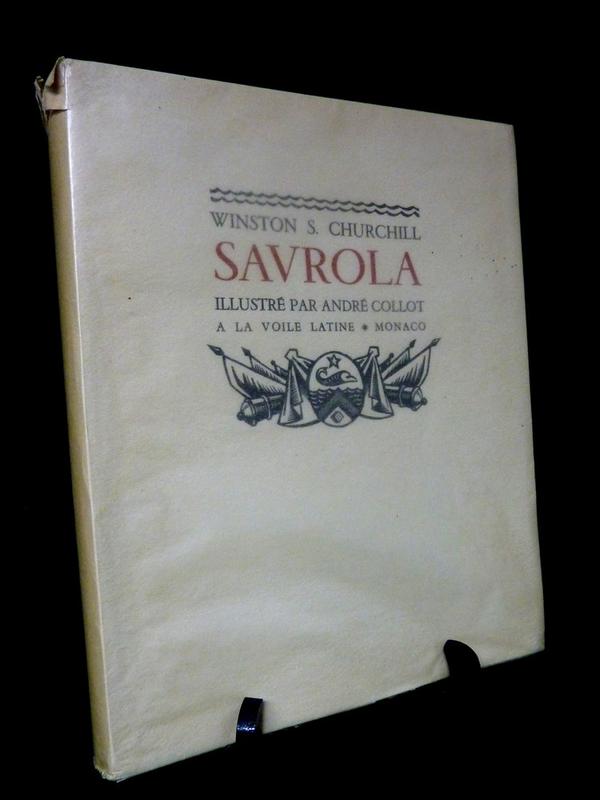 WINSTON S. CHURCHILL
SAVROLA
ILLUSTRÉ PAR ANDRÉ COLLOT
A LA VOILE LATINE * MONACO